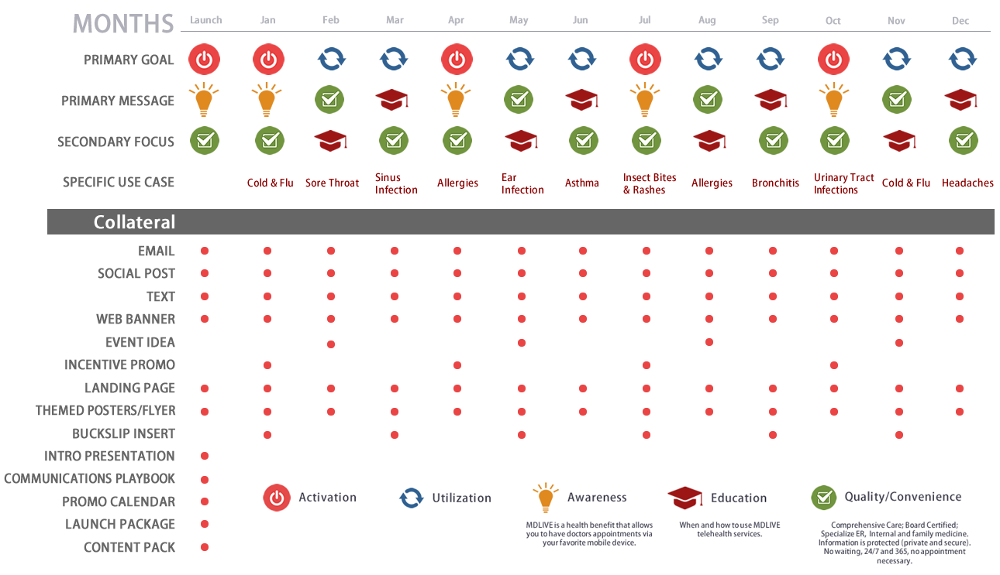 MONTHS Launch Jan Feb Mar Apr May Jun Jul Aug Sep Oct Nov Dec
PRIMARY GOAL
PRIMARY MESSAGE
SECONDARY FOCUS
SPECIFIC USE CASE Cold & Flu Sore Throat Sinus Infection Allergies Ear Infection Asthma Insect Bites & Rashes Allergies Bronchitis Urinary Tract Infections Cold & Flu Headaches
Collateral
EMAIL
SOCIAL POST
TEXT
WEB BANNER
EVENT IDEA
INCENTIVE PROMO
LANDING PAGE
THEMED POSTERS/FLYER
BUCKSLIP INSERT
INTRO PRESENTATION
COMMUNICATIONS PLAYBOOK
PROMO CALENDAR
LAUNCH PACKAGE
CONTENT PACK
Activation
Utilization
Awareness
MDLIVE is a health benefit that allows
you to have doctors appointments via
your favorite mobile device.
Education
When and how to use MDLIVE
telehealth services.
Quality/Convenience
Comprehensive Care; Board Certified;
Specialize ER, Internal and family medicine.
Information is protected (private and secure).
No waiting, 24/7 and 365, no appointment
necessary.